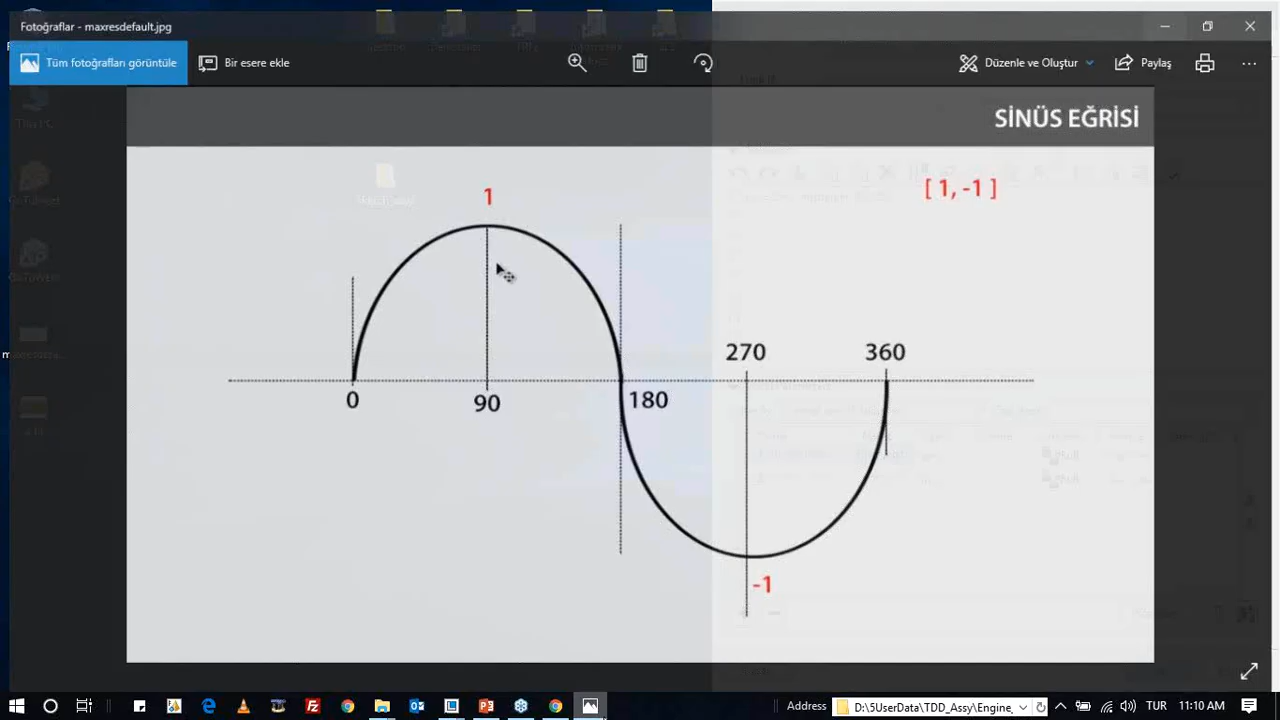 Fotoğraflar - maxresdefault.jpg
Tüm fotoğrafları görüntüle
Bir esere ekle
Düzenle ve Oluştur
Paylaş
SİNÜS EĞRİSİ
[ 1, -1 ]
1
270
360
0
90
180
-1
Address
D:\5UserData\TDD_Assy\Engine_
TUR
11:10 AM